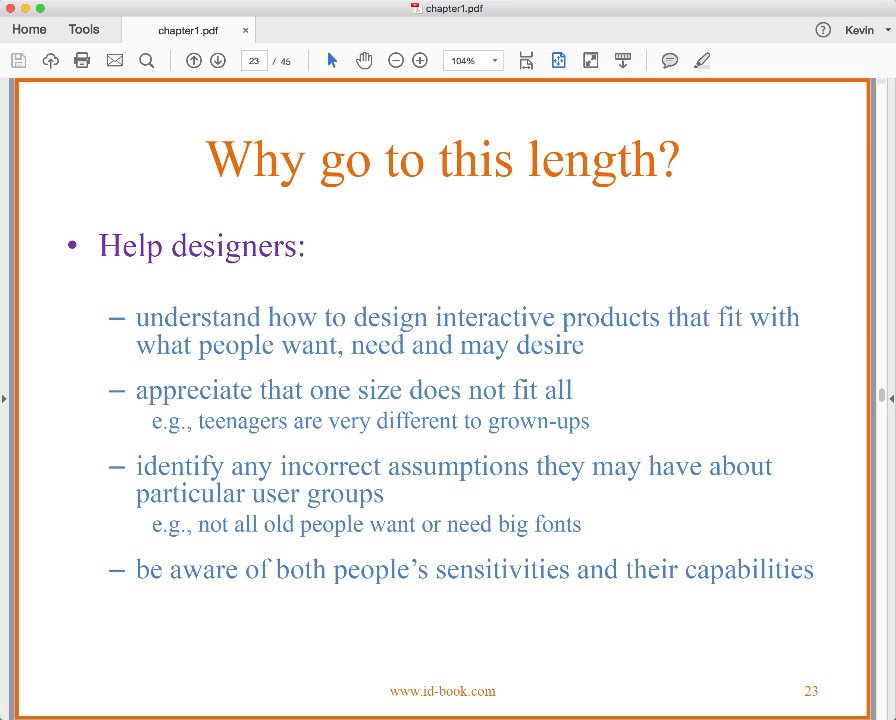 chapter1.pdf
Home Tools chapter1.pdf × ? Kevin
23 / 45 104%
Why go to this length?
• Help designers:
– understand how to design interactive products that fit with
what people want, need and may desire
– appreciate that one size does not fit all
e.g., teenagers are very different to grown-ups
– identify any incorrect assumptions they may have about
particular user groups
e.g., not all old people want or need big fonts
– be aware of both people’s sensitivities and their capabilities
www.id-book.com 23